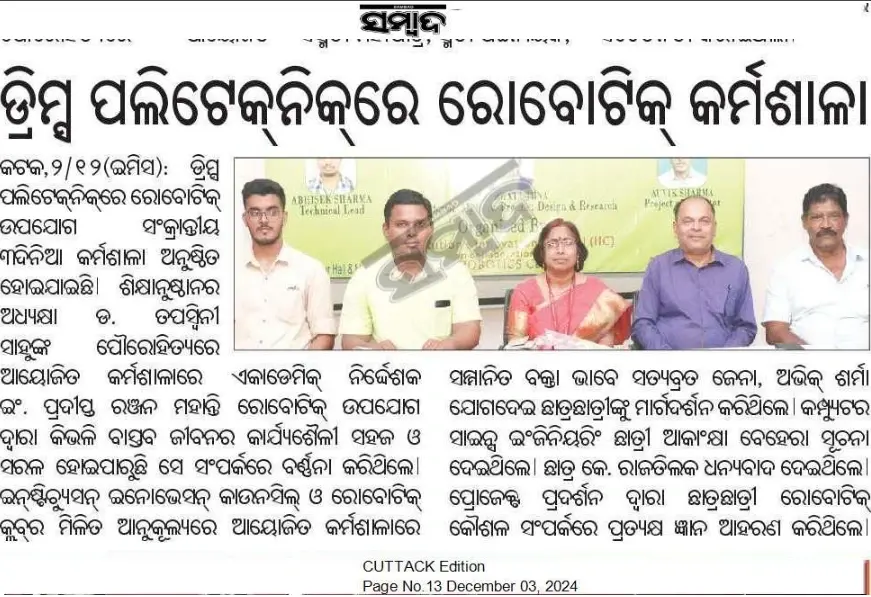 ସମ୍ବାଦ
ଡ୍ରିମ୍ସ ପଲିଟେକ୍‌ନିକ୍‌ରେ ରୋବୋଟିକ୍ କର୍ମଶାଳା
କଟକ,୨/୧୨(ଇମିସ): ଡ୍ରିମ୍ସ
ପଲିଟେକ୍‌ନିକ୍‌ରେ ରୋବୋଟିକ୍
ଉପଯୋଗ ସଂକ୍ରାନ୍ତୀୟ
୩ଦିନିଆ କର୍ମଶାଳା ଅନୁଷ୍ଠିତ
ହୋଇଯାଇଛି। ଶିକ୍ଷାନୁଷ୍ଠାନର
ଅଧ୍ୟକ୍ଷା ଡ. ତପସ୍ୱିନୀ
ସାହୁଙ୍କ ପୌରୋହିତ୍ୟରେ
ଆୟୋଜିତ କର୍ମଶାଳାରେ ଏକାଡେମିକ୍ ନିର୍ଦ୍ଦେଶକ
ଇଂ. ପ୍ରଦୀପ୍ତ ରଞ୍ଜନ ମହାନ୍ତି ରୋବୋଟିକ୍ ଉପଯୋଗ
ଦ୍ୱାରା କିଭଳି ବାସ୍ତବ ଜୀବନର କାର୍ଯ୍ୟଶୈଳୀ ସହଜ ଓ
ସରଳ ହୋଇପାରୁଛି ସେ ସଂପର୍କରେ ବର୍ଣ୍ଣନା କରିଥିଲେ।
ଇନ୍‌ଷ୍ଟିଚ୍ୟୁସନ୍ ଇନୋଭେସନ୍ କାଉନସିଲ୍ ଓ ରୋବୋଟିକ୍
କ୍ଲବ୍‌ର ମିଳିତ ଆନୁକୂଲ୍ୟରେ ଆୟୋଜିତ କର୍ମଶାଳାରେ
ABHISEK SHARMA
Technical Lead
Design & Research
AUVIK SHARMA
Organised By
(IIC)
ସମ୍ମାନିତ ବକ୍ତା ଭାବେ ସତ୍ୟବ୍ରତ ଜେନା, ଅଭିକ୍ ଶର୍ମା
ଯୋଗଦେଇ ଛାତ୍ରଛାତ୍ରୀଙ୍କୁ ମାର୍ଗଦର୍ଶନ କରିଥିଲେ। କମ୍ପ୍ୟୁଟର
ସାଇନ୍ସ ଇଂଜିନିୟରିଂ ଛାତ୍ରୀ ଆକାଂକ୍ଷା ବେହେରା ସୂଚନା
ଦେଇଥିଲେ। ଛାତ୍ର କେ. ରାଜତିଲକ ଧନ୍ୟବାଦ ଦେଇଥିଲେ।
ପ୍ରୋଜେକ୍ଟ ପ୍ରଦର୍ଶନ ଦ୍ୱାରା ଛାତ୍ରଛାତ୍ରୀ ରୋବୋଟିକ୍
କୌଶଳ ସଂପର୍କରେ ପ୍ରତ୍ୟକ୍ଷ ଜ୍ଞାନ ଆହରଣ କରିଥିଲେ।
CUTTACK Edition
Page No.13 December 03, 2024